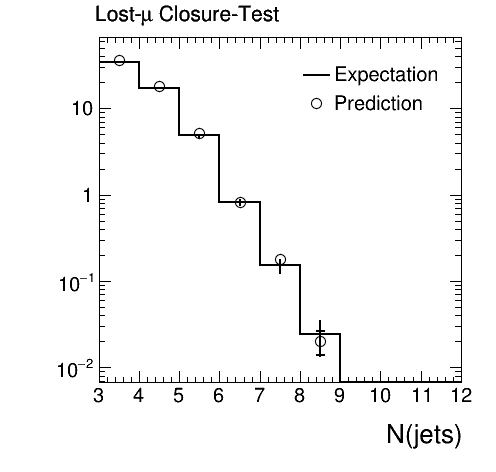 Lost-μ Closure-Test
Expectation
Prediction
10
1
10⁻¹
10⁻²
3 4 5 6 7 8 9 10 11 12
N(jets)